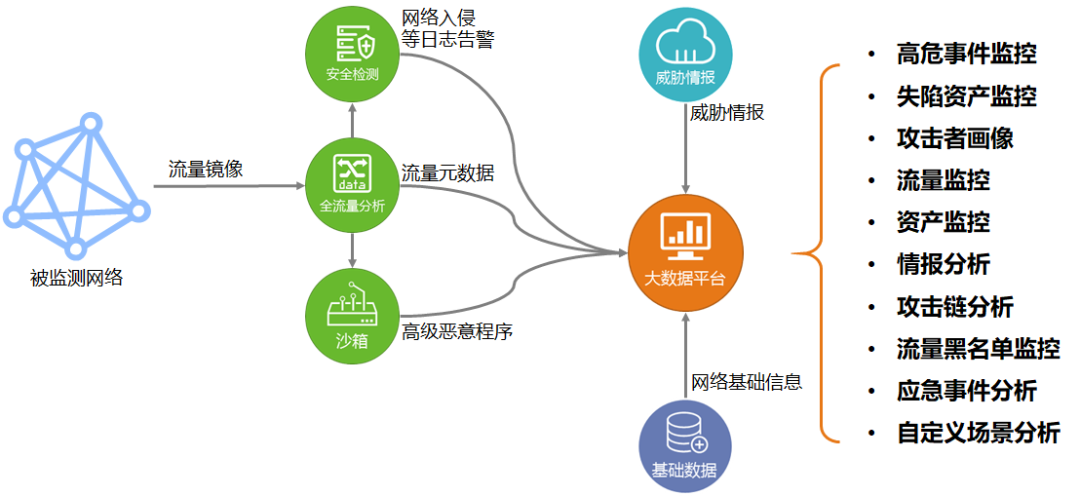 网络入侵
等日志告警
安全检测
流量镜像
data
全流量分析
流量元数据
被监测网络
沙箱
高级恶意程序
威胁情报
威胁情报
大数据平台
网络基础信息
基础数据
• 高危事件监控
• 失陷资产监控
• 攻击者画像
• 流量监控
• 资产监控
• 情报分析
• 攻击链分析
• 流量黑名单监控
• 应急事件分析
• 自定义场景分析